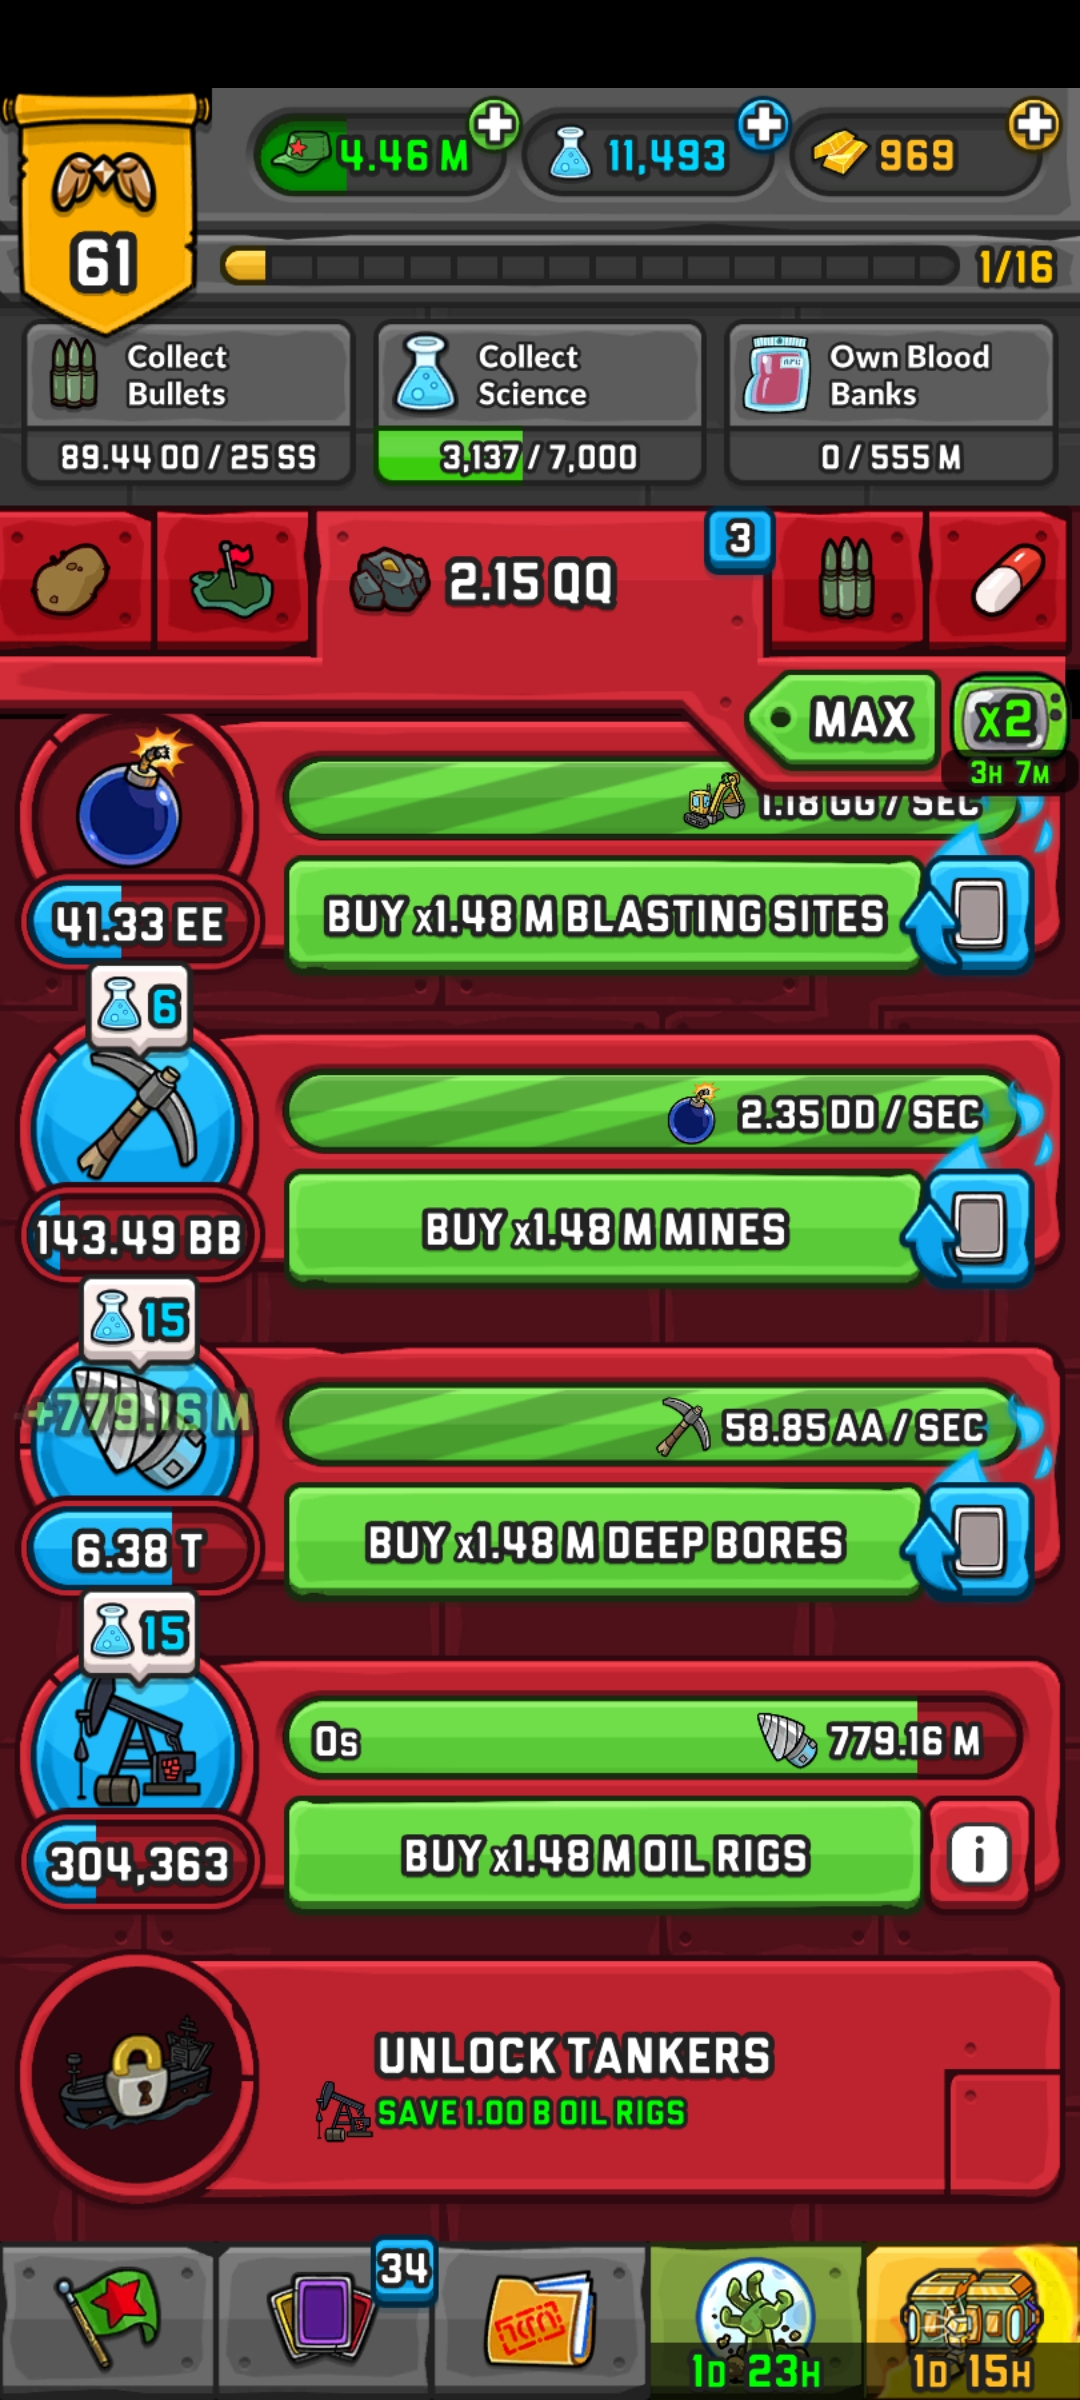 61
4.46 M
11,493
969
1/16
Collect
Bullets
89.44 OO / 25 SS
Collect
Science
3,137 / 7,000
Own Blood
Banks
0 / 555 M
2.15 QQ
3
MAX
x2
3H 7M
1.18 GG / SEC
BUY x1.48 M BLASTING SITES
41.33 EE
6
2.35 DD / SEC
BUY x1.48 M MINES
143.49 BB
15
+779.16 M
58.85 AA / SEC
BUY x1.48 M DEEP BORES
6.38 T
15
0s
779.16 M
BUY x1.48 M OIL RIGS
i
304,363
UNLOCK TANKERS
SAVE 1.00 B OIL RIGS
34
1D 23H
1D 15H